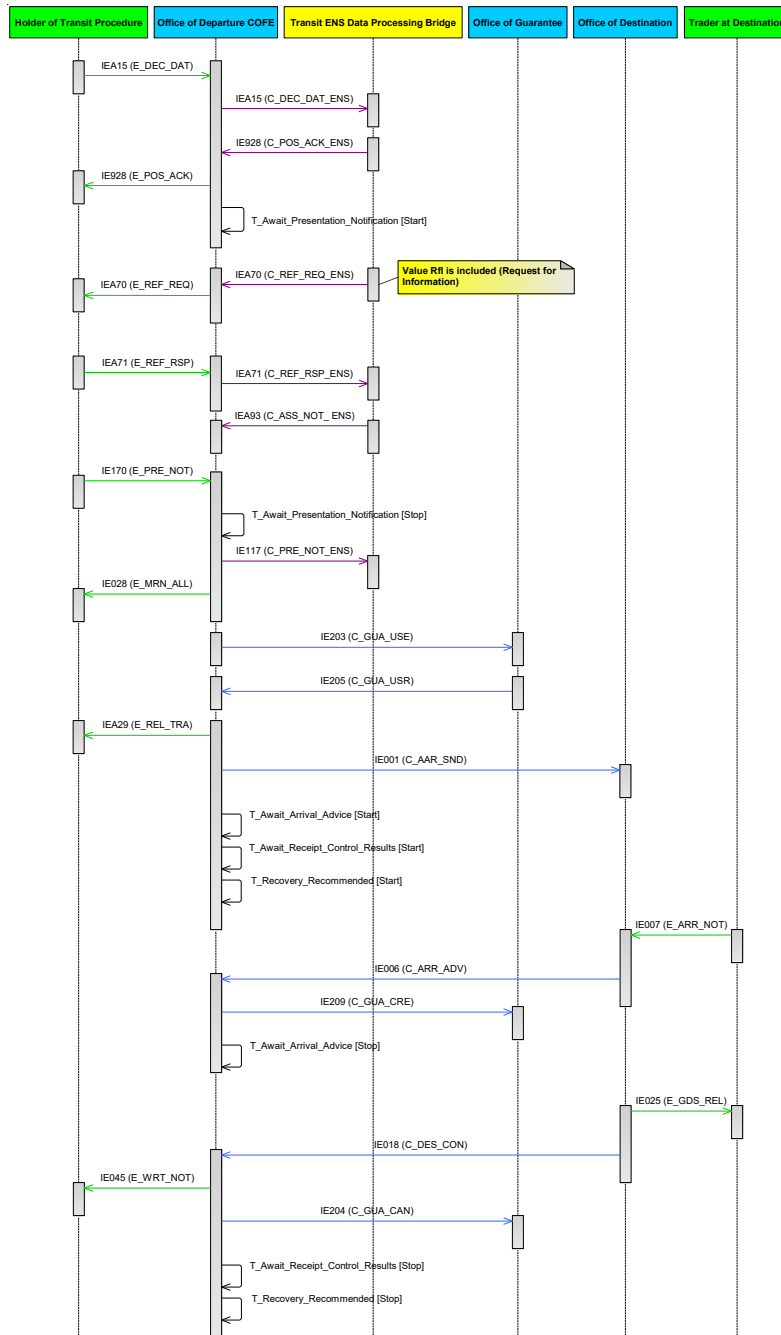 Holder of Transit Procedure
Office of Departure COFE
Transit ENS Data Processing Bridge
Office of Guarantee
Office of Destination
Trader at Destination
IEA15 (E_DEC_DAT)
IEA15 (C_DEC_DAT_ENS)
IE928 (C_POS_ACK_ENS)
IE928 (E_POS_ACK)
T_Await_Presentation_Notification [Start]
IEA70 (C_REF_REQ_ENS)
Value RfI is included (Request for
Information)
IEA70 (E_REF_REQ)
IEA71 (E_REF_RSP)
IEA71 (C_REF_RSP_ENS)
IEA93 (C_ASS_NOT_ ENS)
IE170 (E_PRE_NOT)
T_Await_Presentation_Notification [Stop]
IE117 (C_PRE_NOT_ENS)
IE028 (E_MRN_ALL)
IE203 (C_GUA_USE)
IE205 (C_GUA_USR)
IEA29 (E_REL_TRA)
IE001 (C_AAR_SND)
T_Await_Arrival_Advice [Start]
T_Await_Receipt_Control_Results [Start]
T_Recovery_Recommended [Start]
IE007 (E_ARR_NOT)
IE006 (C_ARR_ADV)
IE209 (C_GUA_CRE)
T_Await_Arrival_Advice [Stop]
IE025 (E_GDS_REL)
IE018 (C_DES_CON)
IE045 (E_WRT_NOT)
IE204 (C_GUA_CAN)
T_Await_Receipt_Control_Results [Stop]
T_Recovery_Recommended [Stop]